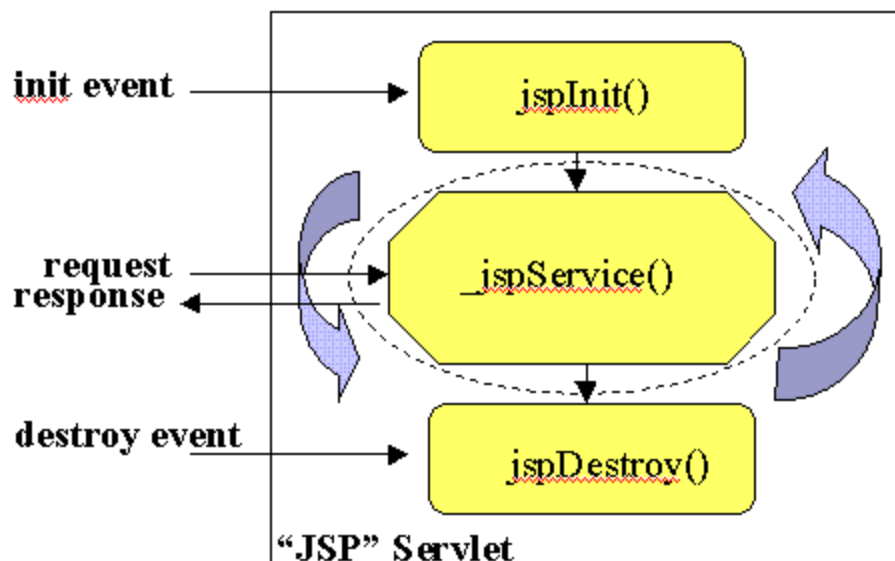 init event
jspInit()
request
_jspService()
response
destroy event
jspDestroy()
“JSP” Servlet